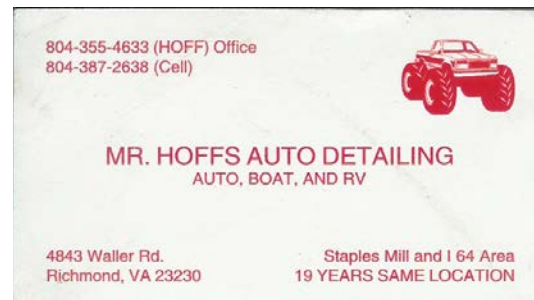 804-355-4633 (HOFF) Office
804-387-2638 (Cell)
MR. HOFFS AUTO DETAILING
AUTO, BOAT, AND RV
4843 Waller Rd.
Richmond, VA 23230
Staples Mill and I 64 Area
19 YEARS SAME LOCATION